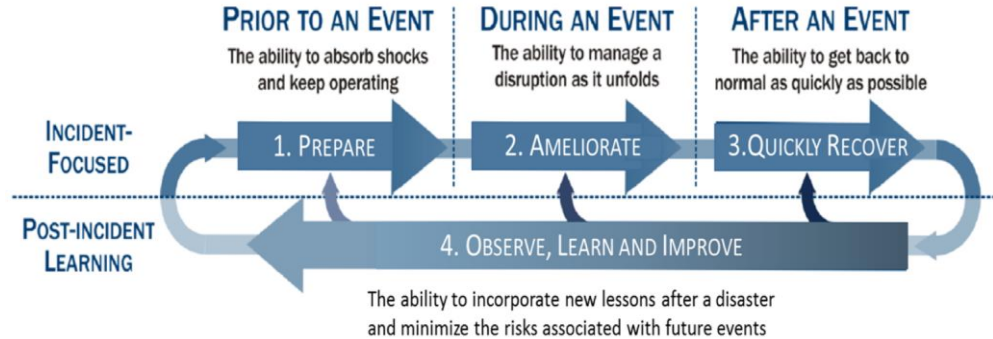 PRIOR TO AN EVENT
The ability to absorb shocks
and keep operating
DURING AN EVENT
The ability to manage a
disruption as it unfolds
AFTER AN EVENT
The ability to get back to
normal as quickly as possible
INCIDENT-
FOCUSED
1. PREPARE
2. AMELIORATE
3.QUICKLY RECOVER
POST-INCIDENT
LEARNING
4. OBSERVE, LEARN AND IMPROVE
The ability to incorporate new lessons after a disaster
and minimize the risks associated with future events